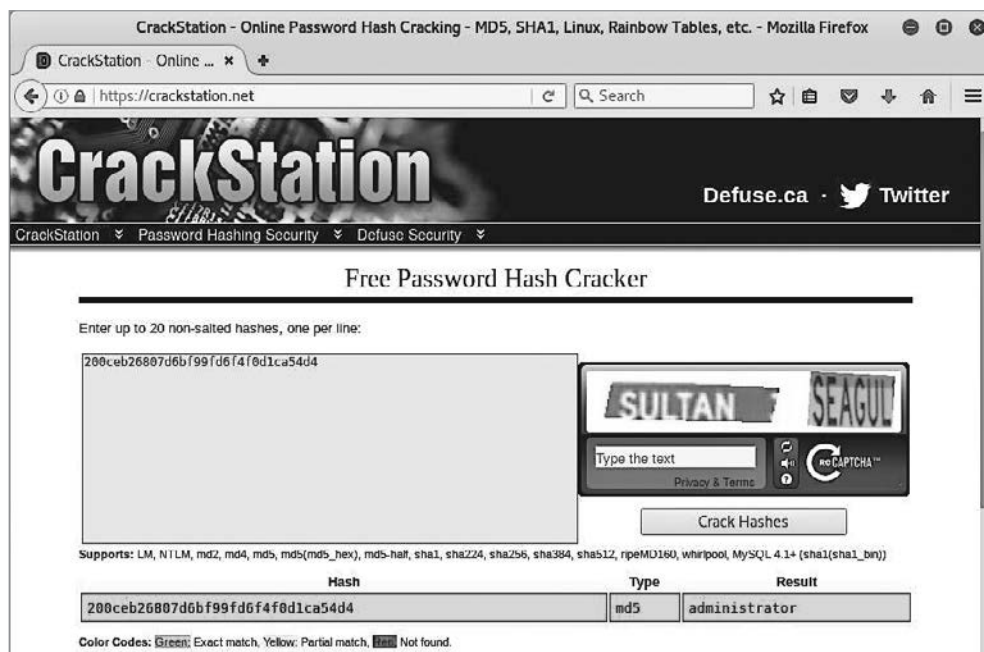 CrackStation - Online Password Hash Cracking - MD5, SHA1, Linux, Rainbow Tables, etc. - Mozilla Firefox
CrackStation - Online ...
https://crackstation.net
Search
CrackStation
Defuse.ca · Twitter
CrackStation Password Hashing Security Defuse Security
Free Password Hash Cracker
Enter up to 20 non-salted hashes, one per line:
200ceb26807d6bf99fd6f4f0d1ca54d4
SULTAN SEAGUL
Type the text
Privacy & Terms
reCAPTCHA™
Crack Hashes
Supports: LM, NTLM, md2, md4, md5, md5(md5_hex), md5-half, sha1, sha224, sha256, sha384, sha512, ripeMD160, whirlpool, MySQL 4.1+ (sha1(sha1_bin))
Hash Type Result
200ceb26807d6bf99fd6f4f0d1ca54d4 md5 administrator
Color Codes: Green: Exact match, Yellow: Partial match, Red: Not found.